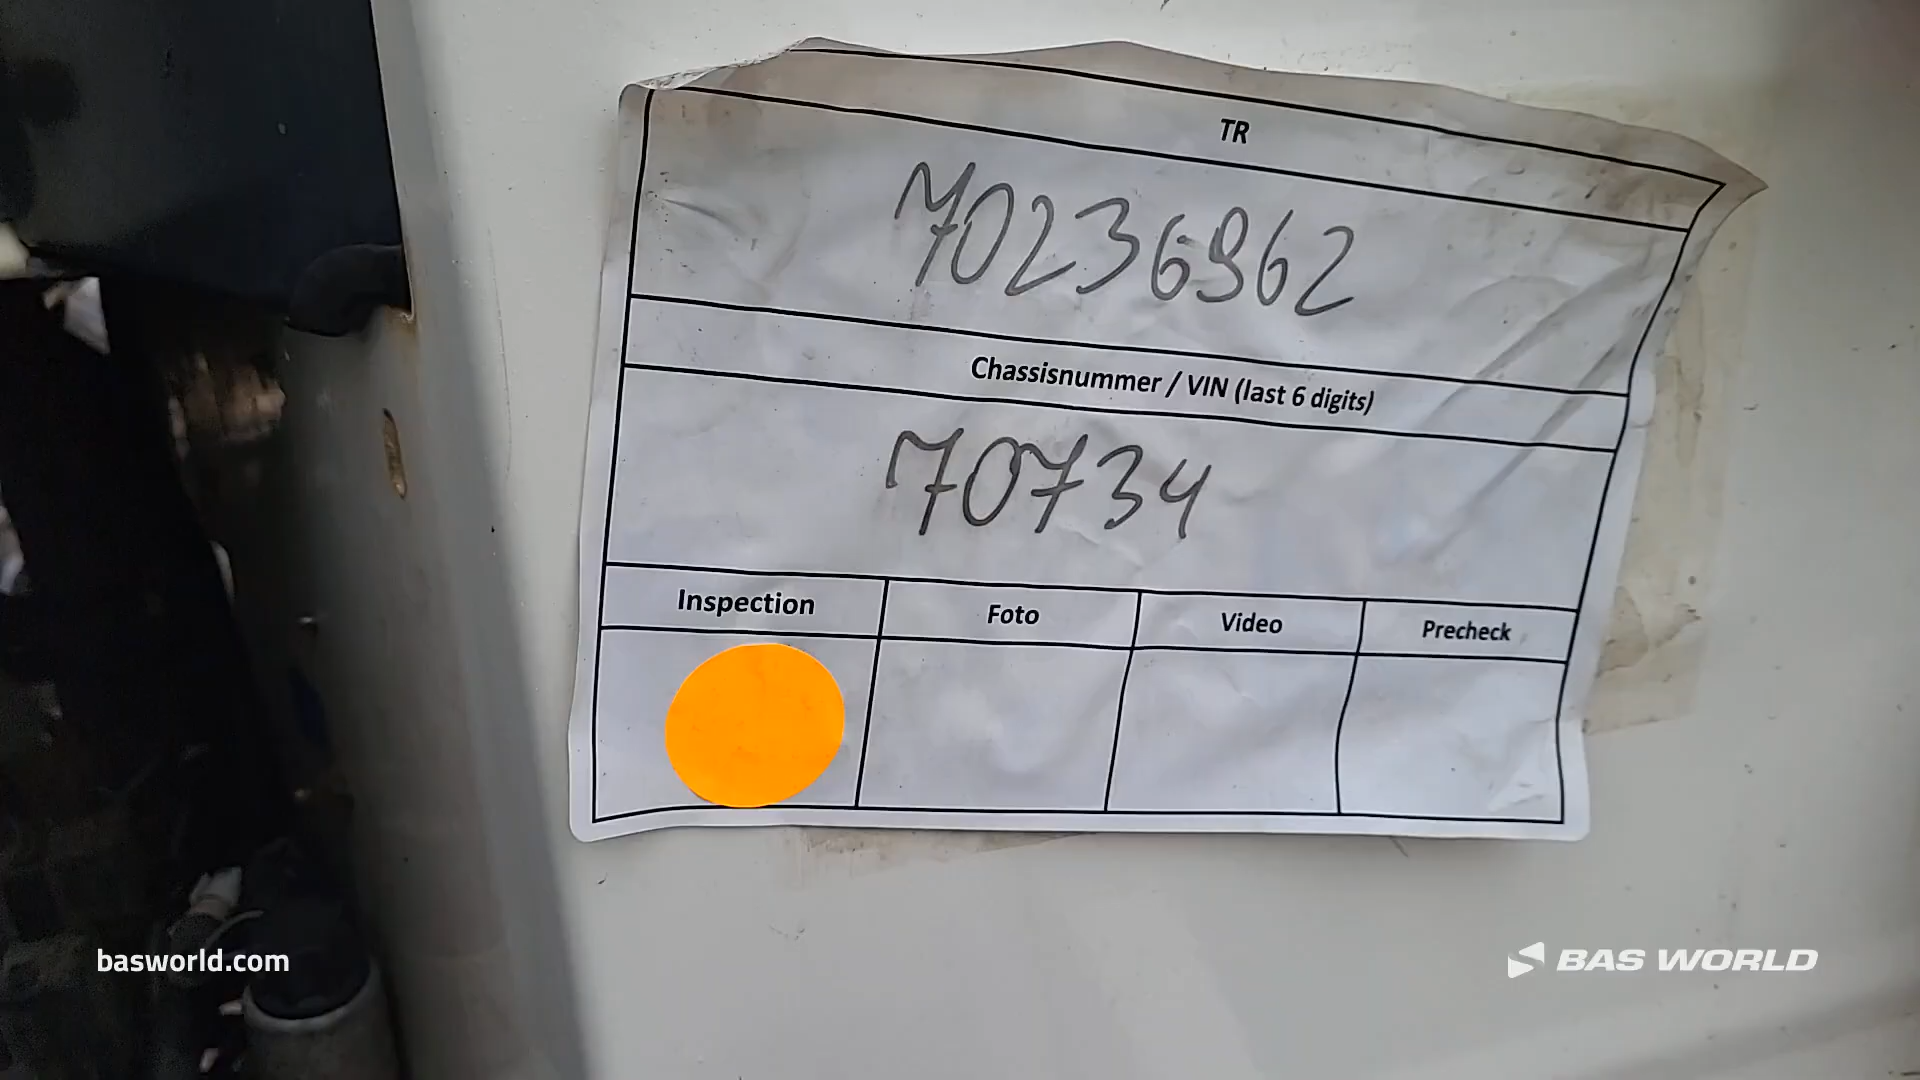 TR
70236962
Chassisnummer / VIN (last 6 digits)
70734
Inspection Foto Video Precheck
basworld.com BAS WORLD